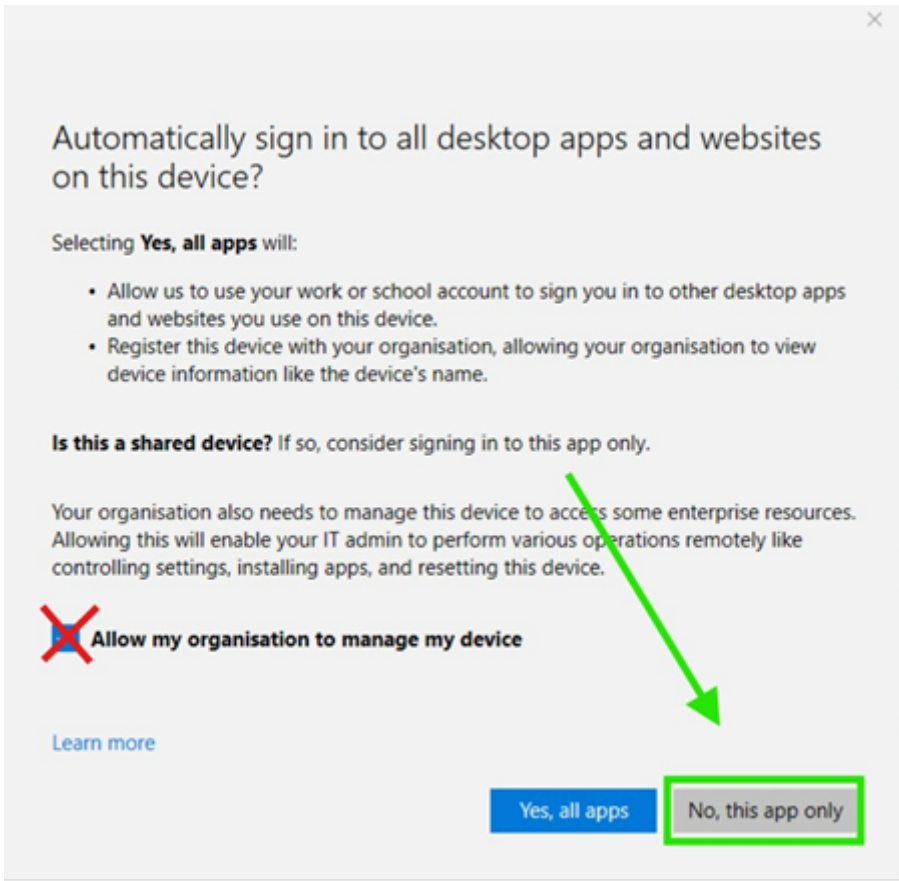 Automatically sign in to all desktop apps and websites
on this device?
Selecting Yes, all apps will:
• Allow us to use your work or school account to sign you in to other desktop apps
and websites you use on this device.
• Register this device with your organisation, allowing your organisation to view
device information like the device's name.
Is this a shared device? If so, consider signing in to this app only.
Your organisation also needs to manage this device to access some enterprise resources.
Allowing this will enable your IT admin to perform various operations remotely like
controlling settings, installing apps, and resetting this device.
Allow my organisation to manage my device
Learn more
Yes, all apps
No, this app only